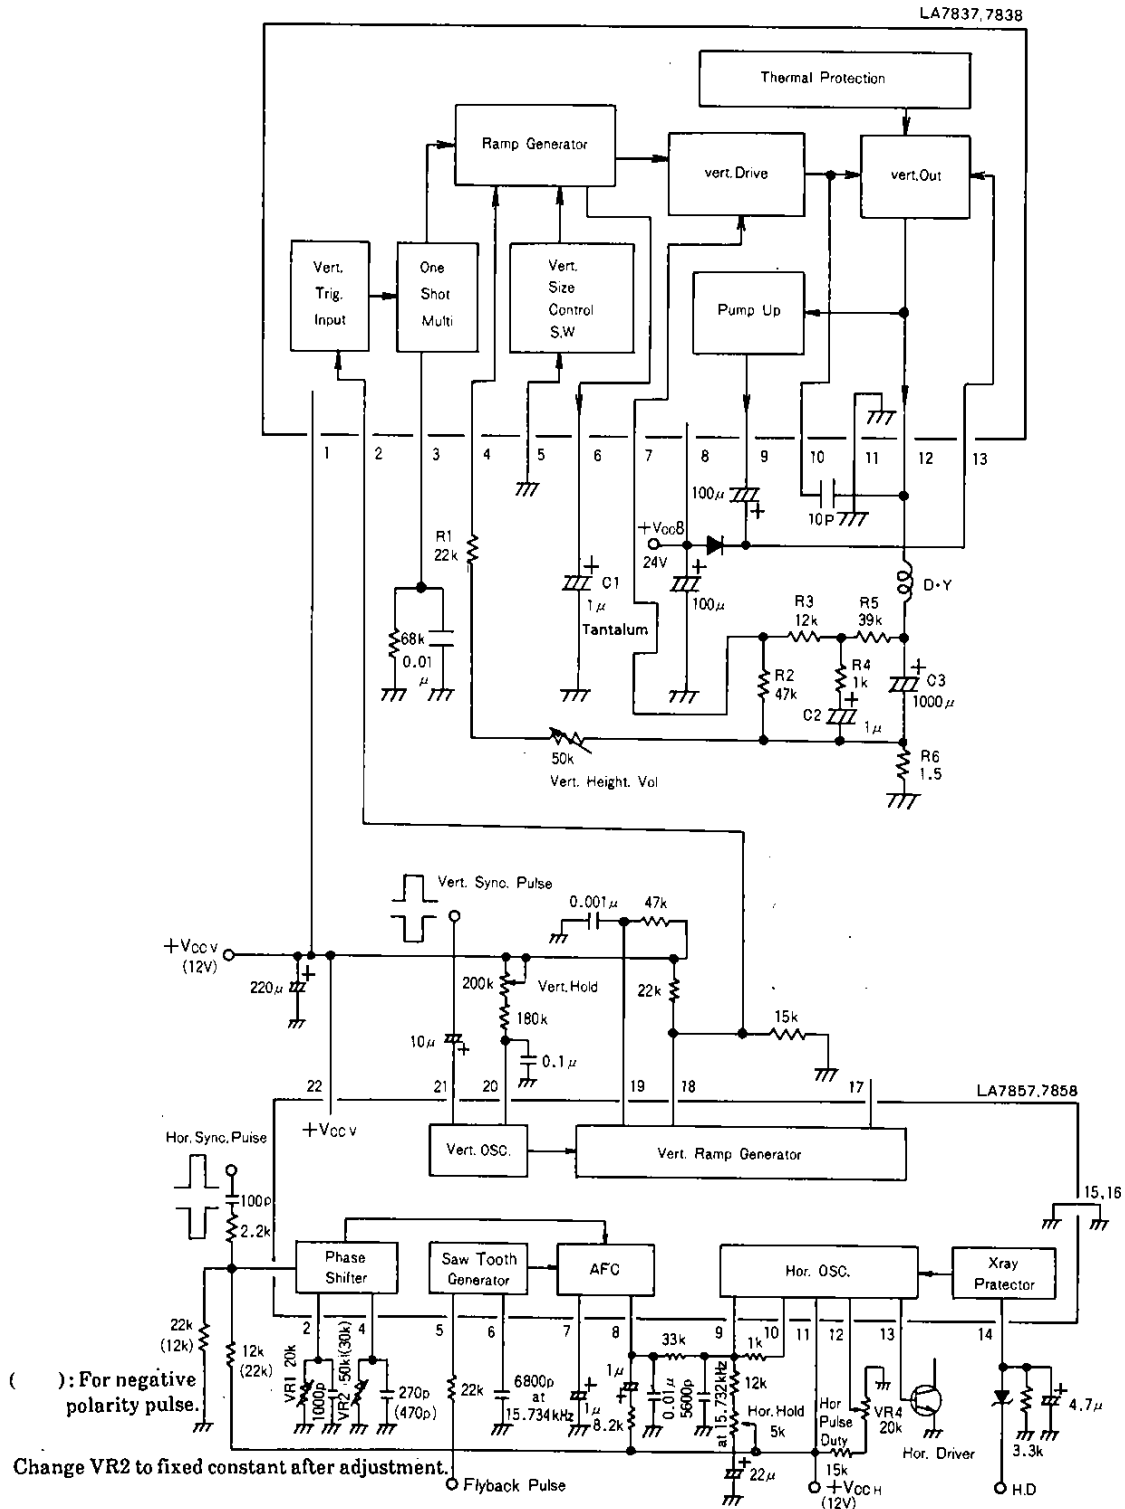 LA7837,7838
Thermal Protection
Ramp Generator
vert.Drive
vert.Out
Vert.
Trig.
Input
One
Shot
Multi
Vert.
Size
Control
S.W
Pump Up
1 2 3 4 5 6 7 8 9 10 11 12 13
100μ
+
10P
+Vcc8
24V
R1
22k
+
C1
1μ
Tantalum
+
100μ
D·Y
R3
12k
R5
39k
68k
0.01
μ
R2
47k
R4
1k
+
C2
1μ
+
C3
1000μ
50k
Vert. Height. Vol
R6
1.5
Vert. Sync. Pulse
0.001μ
47k
+Vcc v
(12V)
220μ
+
200k
Vert.Hold
22k
180k
15k
10μ
+
0.1μ
22 21 20 19 18 17
LA7857,7858
+Vcc v
Hor. Sync. Pulse
Vert. OSC.
Vert. Ramp Generator
100p
2.2k
15,16
Phase
Shifter
Saw Tooth
Generator
AFC
Hor. OSC.
Xray
Pratector
2 4 5 6 7 8 9 10 11 12 13 14
22k
(12k)
12k
(22k)
VR1 20k
1000p
VR2 50k(30k)
270p
(470p)
22k
6800p
at
15.734kHz
+
1μ
1μ
+
8.2k
33k
0.01μ
5600p
at 15.732kHz
1k
12k
Hor. Hold
5k
+
22μ
Hor
Pulse
Duty
15k
VR4
20k
Hor. Driver
+
4.7μ
3.3k
( ): For negative
polarity pulse.
Change VR2 to fixed constant after adjustment.
Flyback Pulse
+Vcc H
(12V)
H.D